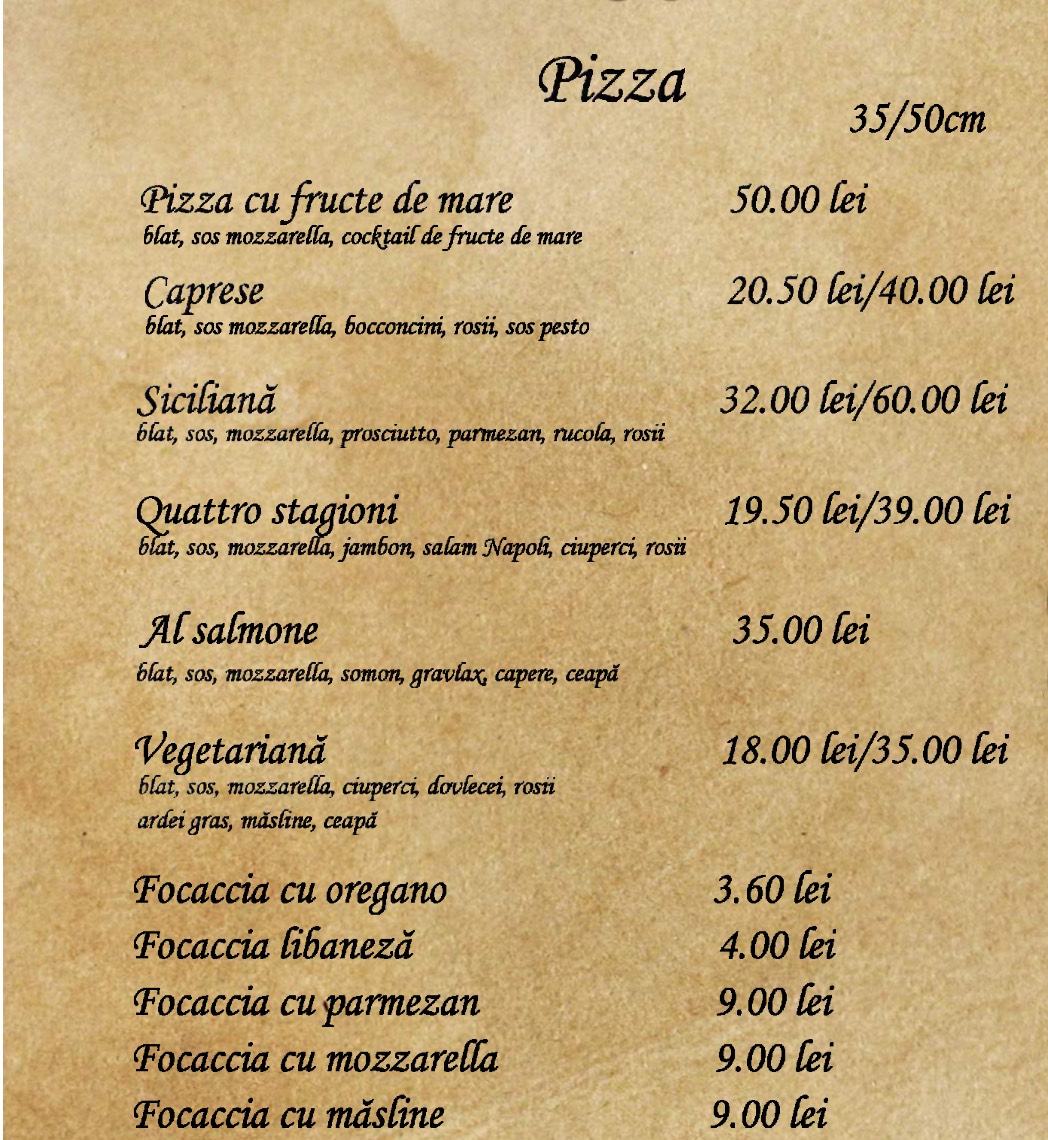 Pizza
35/50cm
Pizza cu fructe de mare 50.00 lei
blat, sos mozzarella, cocktail de fructe de mare
Caprese 20.50 lei/40.00 lei
blat, sos mozzarella, bocconcini, rosii, sos pesto
Siciliană 32.00 lei/60.00 lei
blat, sos, mozzarella, prosciutto, parmezan, rucola, rosii
Quattro stagioni 19.50 lei/39.00 lei
blat, sos, mozzarella, jambon, salam Napoli, ciuperci, rosii
Al salmone 35.00 lei
blat, sos, mozzarella, somon, gravlax, capere, ceapă
Vegetariană 18.00 lei/35.00 lei
blat, sos, mozzarella, ciuperci, dovlecei, rosii
ardei gras, măsline, ceapă
Focaccia cu oregano 3.60 lei
Focaccia libaneză 4.00 lei
Focaccia cu parmezan 9.00 lei
Focaccia cu mozzarella 9.00 lei
Focaccia cu măsline 9.00 lei